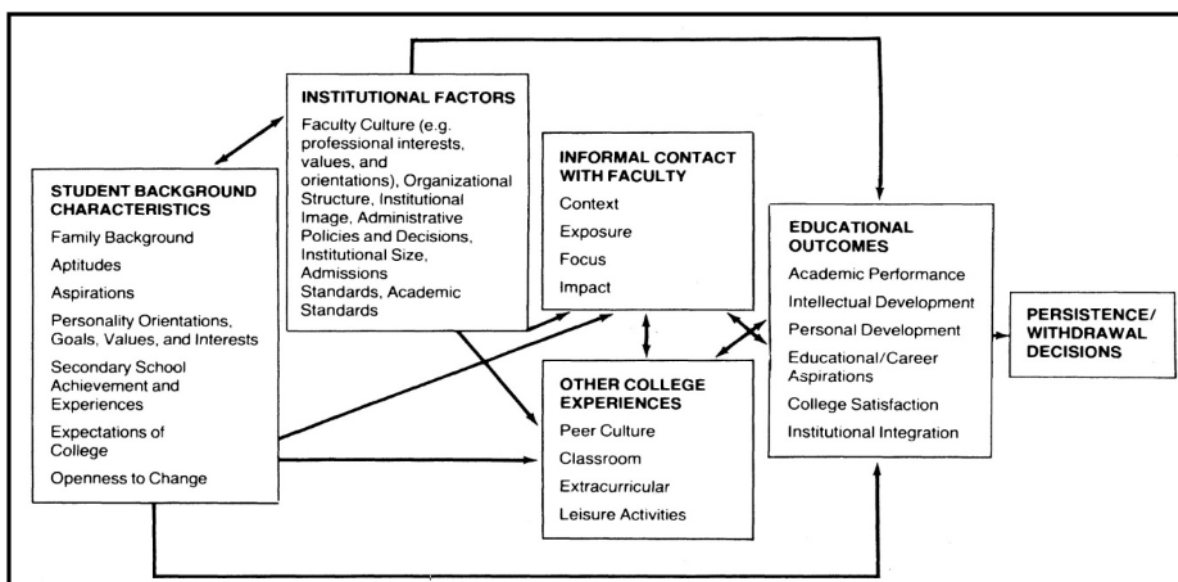 INSTITUTIONAL FACTORS
Faculty Culture (e.g.
professional interests,
values, and
orientations), Organizational
Structure, Institutional
Image, Administrative
Policies and Decisions,
Institutional Size,
Admissions
Standards, Academic
Standards
STUDENT BACKGROUND
CHARACTERISTICS
Family Background
Aptitudes
Aspirations
Personality Orientations,
Goals, Values, and Interests
Secondary School
Achievement and
Experiences
Expectations of
College
Openness to Change
INFORMAL CONTACT
WITH FACULTY
Context
Exposure
Focus
Impact
OTHER COLLEGE
EXPERIENCES
Peer Culture
Classroom
Extracurricular
Leisure Activities
EDUCATIONAL
OUTCOMES
Academic Performance
Intellectual Development
Personal Development
Educational/Career
Aspirations
College Satisfaction
Institutional Integration
PERSISTENCE/
WITHDRAWAL
DECISIONS